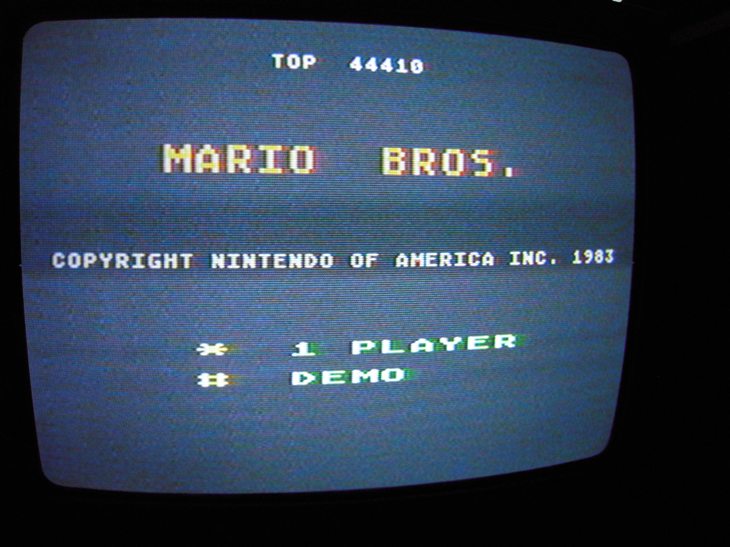 TOP 44410
MARIO BROS.
COPYRIGHT NINTENDO OF AMERICA INC. 1983
* 1 PLAYER
# DEMO